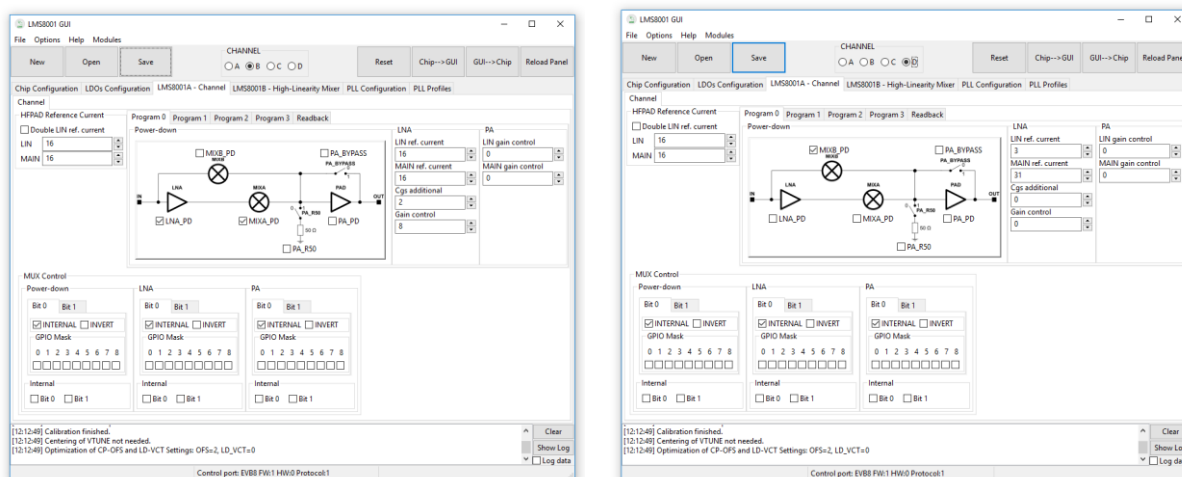 LMS8001 GUI
File Options Help Modules
New Open Save CHANNEL A B C D Reset Chip-->GUI GUI-->Chip Reload Panel
Chip Configuration LDOs Configuration LMS8001A - Channel LMS8001B - High-Linearity Mixer PLL Configuration PLL Profiles
Channel
HFPAD Reference Current
Double LIN ref. current
LIN 16
MAIN 16
Program 0 Program 1 Program 2 Program 3 Readback
Power-down
MIXB_PD
MIXB
PA_BYPASS
PA_BYPASS
LNA
MIXA
PAD
IN
OUT
0 1
PA_R50
50 Ω
LNA_PD
MIXA_PD
PA_PD
PA_R50
LNA
LIN ref. current
16
MAIN ref. current
16
Cgs additional
2
Gain control
8
PA
LIN gain control
0
MAIN gain control
0
MUX Control
Power-down LNA PA
Bit 0 Bit 1 Bit 0 Bit 1 Bit 0 Bit 1
INTERNAL INVERT INTERNAL INVERT INTERNAL INVERT
GPIO Mask GPIO Mask GPIO Mask
0 1 2 3 4 5 6 7 8 0 1 2 3 4 5 6 7 8 0 1 2 3 4 5 6 7 8
Internal Internal Internal
Bit 0 Bit 1 Bit 0 Bit 1 Bit 0 Bit 1
[12:12:49] Calibration finished.
[12:12:49] Centering of VTUNE not needed.
[12:12:49] Optimization of CP-OFS and LD-VCT Settings: OFS=2, LD_VCT=0
Clear
Show Log
Log data
Control port: EVB8 FW:1 HW:0 Protocol:1
LMS8001 GUI
File Options Help Modules
New Open Save CHANNEL A B C D Reset Chip-->GUI GUI-->Chip Reload Pane
Chip Configuration LDOs Configuration LMS8001A - Channel LMS8001B - High-Linearity Mixer PLL Configuration PLL Profiles
Channel
HFPAD Reference Current
Double LIN ref. current
LIN 16
MAIN 16
Program 0 Program 1 Program 2 Program 3 Readback
Power-down
MIXB_PD
MIXB
PA_BYPASS
PA_BYPASS
LNA
MIXA
PAD
IN
OUT
0 1
PA_R50
50 Ω
LNA_PD
MIXA_PD
PA_PD
PA_R50
LNA
LIN ref. current
3
MAIN ref. current
31
Cgs additional
0
Gain control
0
PA
LIN gain control
0
MAIN gain control
0
MUX Control
Power-down LNA PA
Bit 0 Bit 1 Bit 0 Bit 1 Bit 0 Bit 1
INTERNAL INVERT INTERNAL INVERT INTERNAL INVERT
GPIO Mask GPIO Mask GPIO Mask
0 1 2 3 4 5 6 7 8 0 1 2 3 4 5 6 7 8 0 1 2 3 4 5 6 7 8
Internal Internal Internal
Bit 0 Bit 1 Bit 0 Bit 1 Bit 0 Bit 1
[12:12:49] Calibration finished.
[12:12:49] Centering of VTUNE not needed.
[12:12:49] Optimization of CP-OFS and LD-VCT Settings: OFS=2, LD_VCT=0
Clear
Show Lo
Log da
Control port: EVB8 FW:1 HW:0 Protocol:1